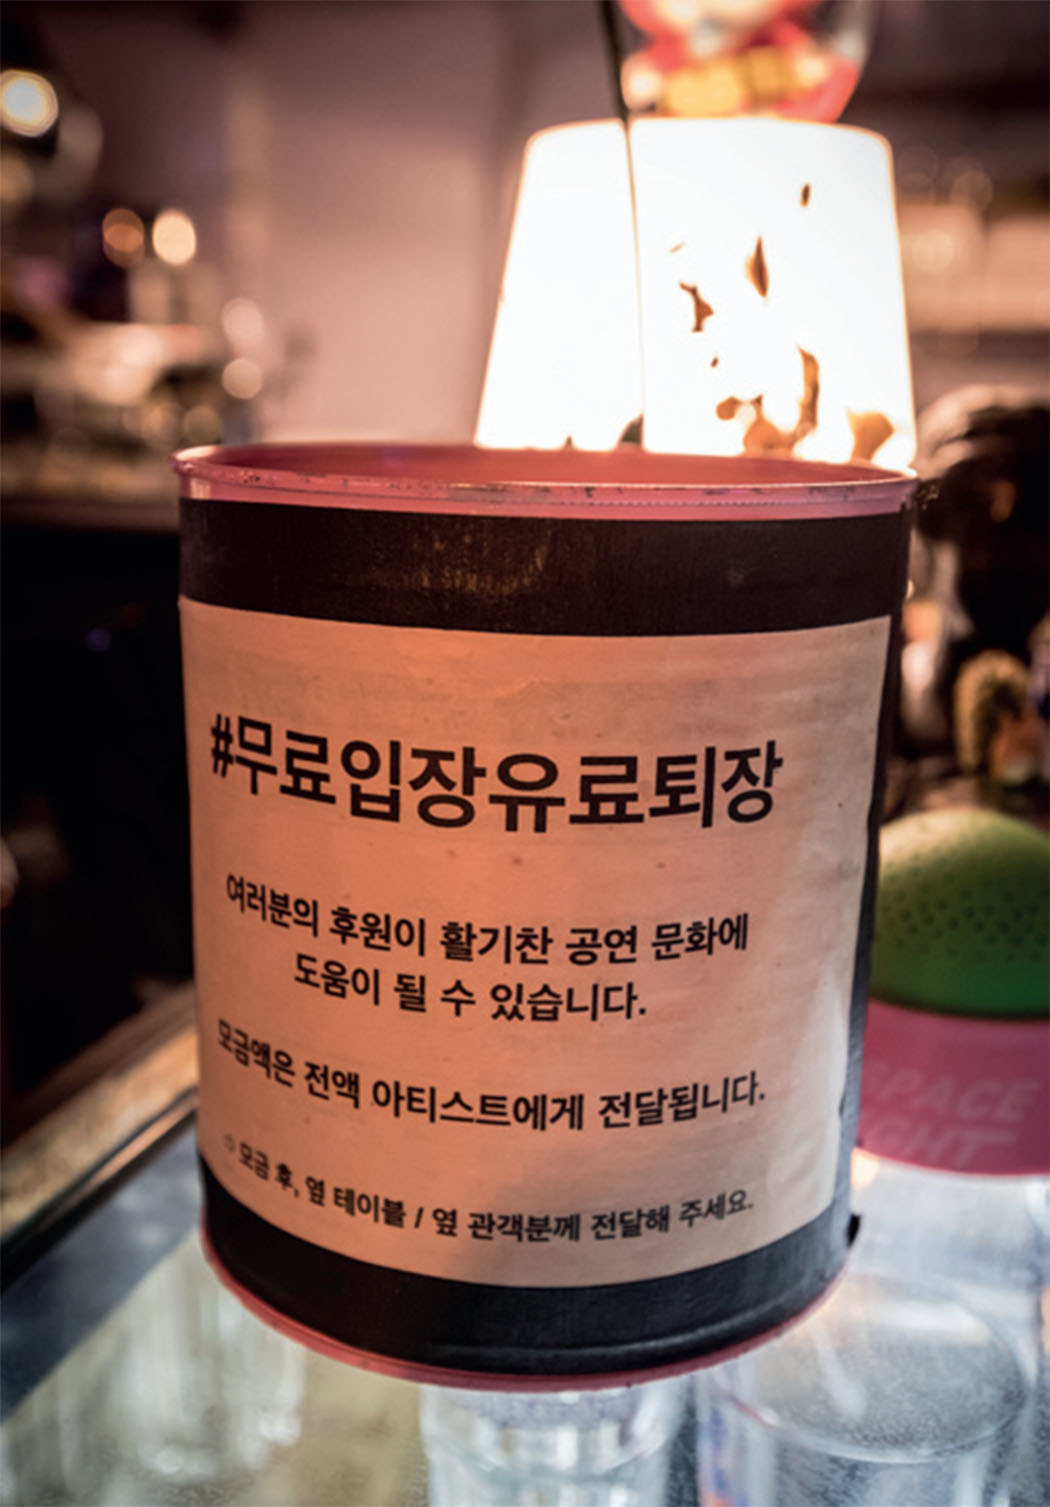 #무료입장유료퇴장
여러분의 후원이 활기찬 공연 문화에
도움이 될 수 있습니다.
모금액은 전액 아티스트에게 전달됩니다.
모금 후, 옆 테이블 / 옆 관객분께 전달해 주세요.
SPACE